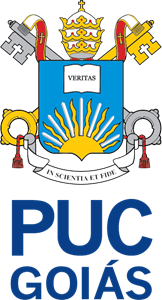 VERITAS
IN SCIENTIA ET FIDE
PUC
GOIÁS